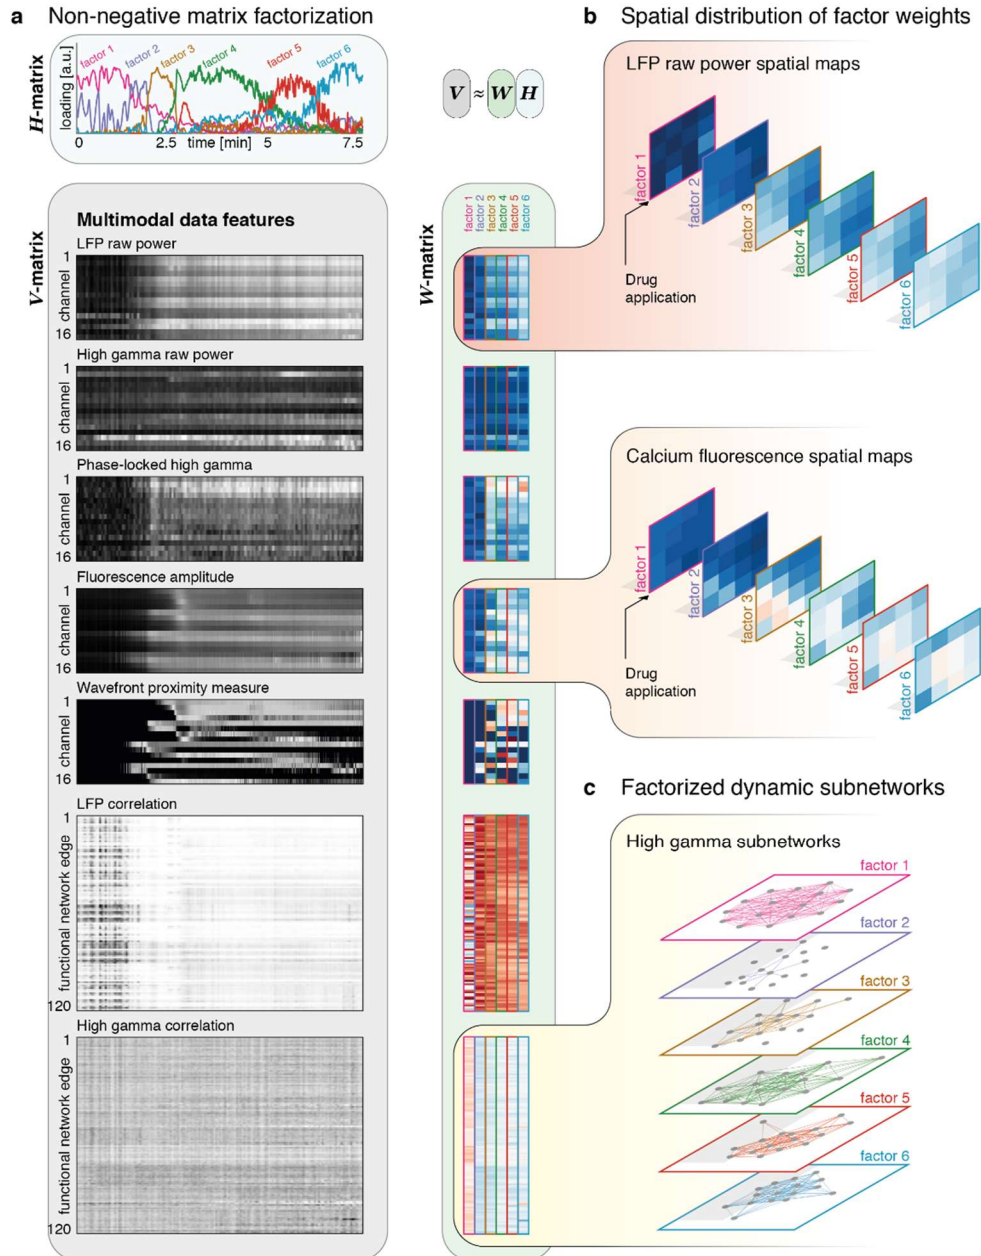 a Non-negative matrix factorization
H-matrix
loading [a.u.]
factor 1
factor 2
factor 3
factor 4
factor 5
factor 6
0 2.5 time [min] 5 7.5
V ≈ W H
V-matrix
Multimodal data features
LFP raw power
1
channel
16
High gamma raw power
1
channel
16
Phase-locked high gamma
1
channel
16
Fluorescence amplitude
1
channel
16
Wavefront proximity measure
1
channel
16
LFP correlation
1
functional network edge
120
High gamma correlation
1
functional network edge
120
W-matrix
factor 1
factor 2
factor 3
factor 4
factor 5
factor 6
b Spatial distribution of factor weights
LFP raw power spatial maps
factor 1
factor 2
factor 3
factor 4
factor 5
factor 6
Drug
application
Calcium fluorescence spatial maps
factor 1
factor 2
factor 3
factor 4
factor 5
factor 6
Drug
application
c Factorized dynamic subnetworks
High gamma subnetworks
factor 1
factor 2
factor 3
factor 4
factor 5
factor 6